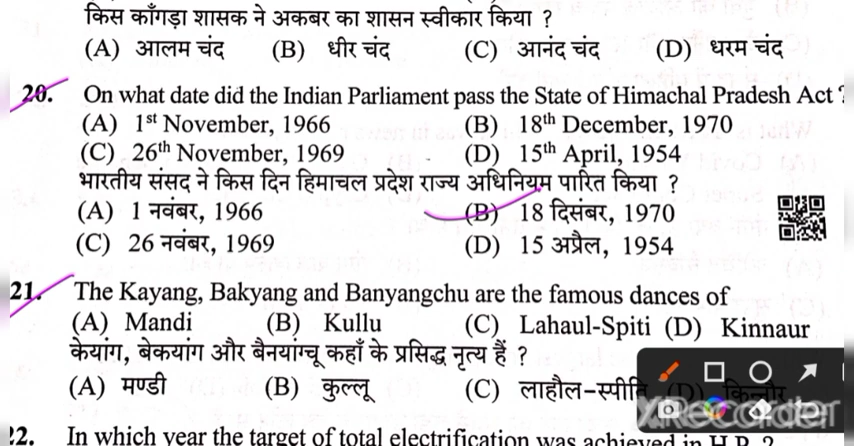 किस काँगड़ा शासक ने अकबर का शासन स्वीकार किया ?
(A) आलम चंद (B) धीर चंद (C) आनंद चंद (D) धरम चंद
20. On what date did the Indian Parliament pass the State of Himachal Pradesh Act ?
(A) 1st November, 1966 (B) 18th December, 1970
(C) 26th November, 1969 (D) 15th April, 1954
भारतीय संसद ने किस दिन हिमाचल प्रदेश राज्य अधिनियम पारित किया ?
(A) 1 नवंबर, 1966 (B) 18 दिसंबर, 1970
(C) 26 नवंबर, 1969 (D) 15 अप्रैल, 1954
21. The Kayang, Bakyang and Banyangchu are the famous dances of
(A) Mandi (B) Kullu (C) Lahaul-Spiti (D) Kinnaur
केयांग, बेकयांग और बैनयांग्चू कहाँ के प्रसिद्ध नृत्य हैं ?
(A) मण्डी (B) कुल्लू (C) लाहौल-स्पीति (D) किन्नौर
XRecorder
22. In which year the target of total electrification was achieved in H.P. ?